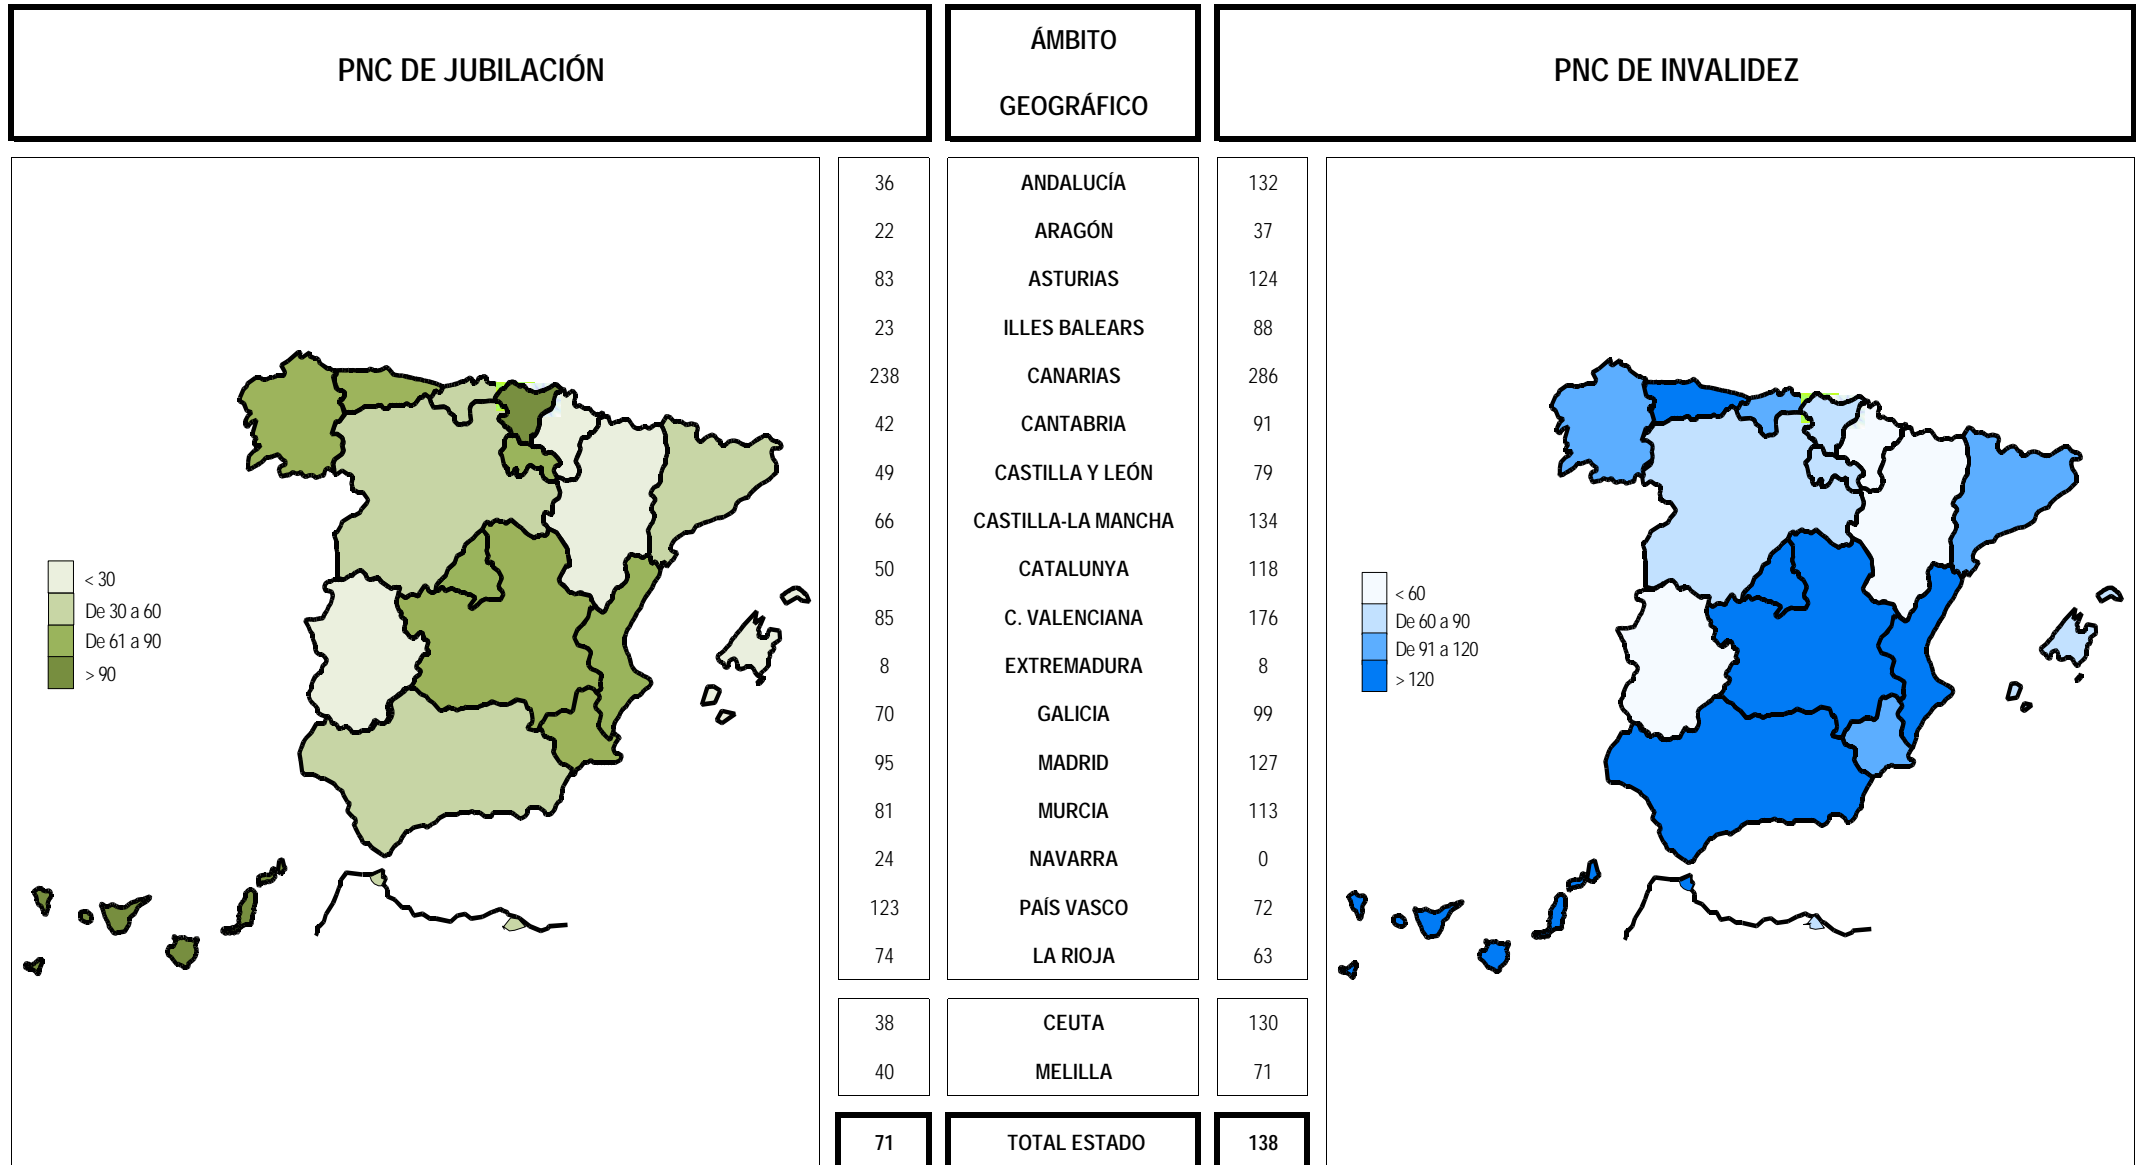 PNC DE JUBILACIÓN
ÁMBITO
GEOGRÁFICO
PNC DE INVALIDEZ
36 ANDALUCÍA 132
22 ARAGÓN 37
83 ASTURIAS 124
23 ILLES BALEARS 88
238 CANARIAS 286
42 CANTABRIA 91
49 CASTILLA Y LEÓN 79
66 CASTILLA-LA MANCHA 134
50 CATALUNYA 118
85 C. VALENCIANA 176
8 EXTREMADURA 8
70 GALICIA 99
95 MADRID 127
81 MURCIA 113
24 NAVARRA 0
123 PAÍS VASCO 72
74 LA RIOJA 63
38 CEUTA 130
40 MELILLA 71
71 TOTAL ESTADO 138
< 30
De 30 a 60
De 61 a 90
> 90
< 60
De 60 a 90
De 91 a 120
> 120